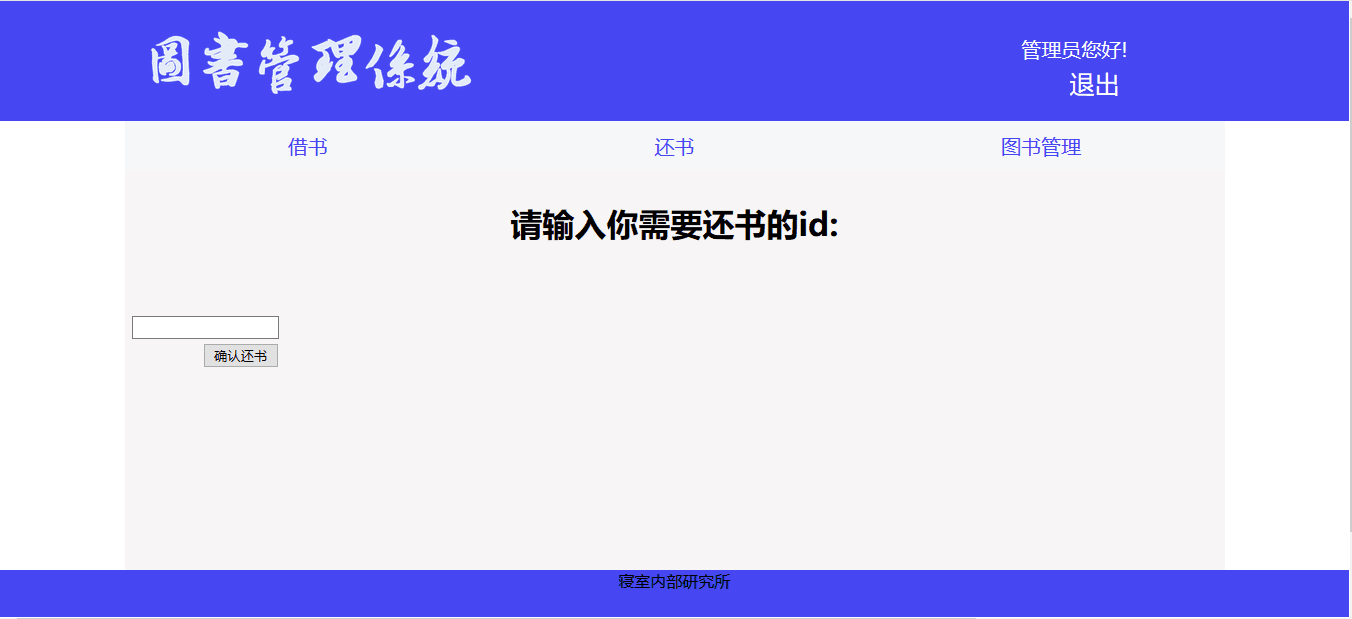 圖書管理係統
管理员您好!
退出
借书 还书 图书管理
请输入你需要还书的id:
确认还书
寝室内部研究所